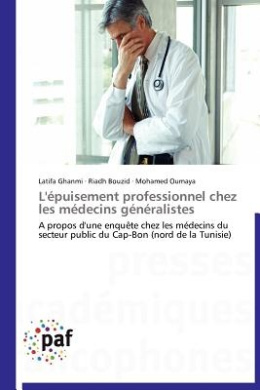 Latifa Ghanmi · Riadh Bouzid · Mohamed Oumaya
L'épuisement professionnel chez
les médecins généralistes
A propos d'une enquête chez les médecins du
secteur public du Cap-Bon (nord de la Tunisie)
presses
académiques
francophones
paf